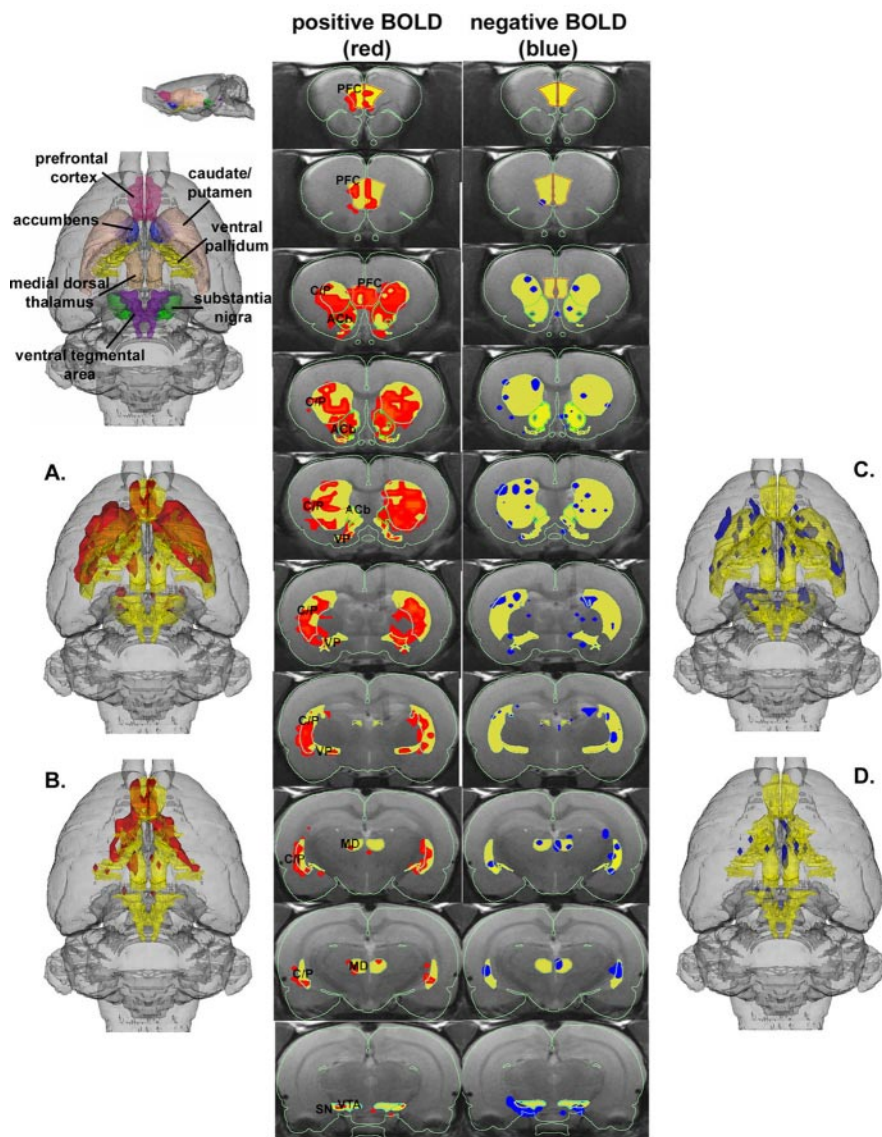 positive BOLD
(red)
negative BOLD
(blue)
prefrontal
cortex
caudate/
putamen
accumbens
ventral
pallidum
medial dorsal
thalamus
substantia
nigra
ventral tegmental
area
PFC
PFC
C/P
PFC
ACb
C/P
ACb
C/P
ACb
VP
C/P
VP
C/P
VP
MD
C/P
MD
C/P
SN
VTA
A.
B.
C.
D.